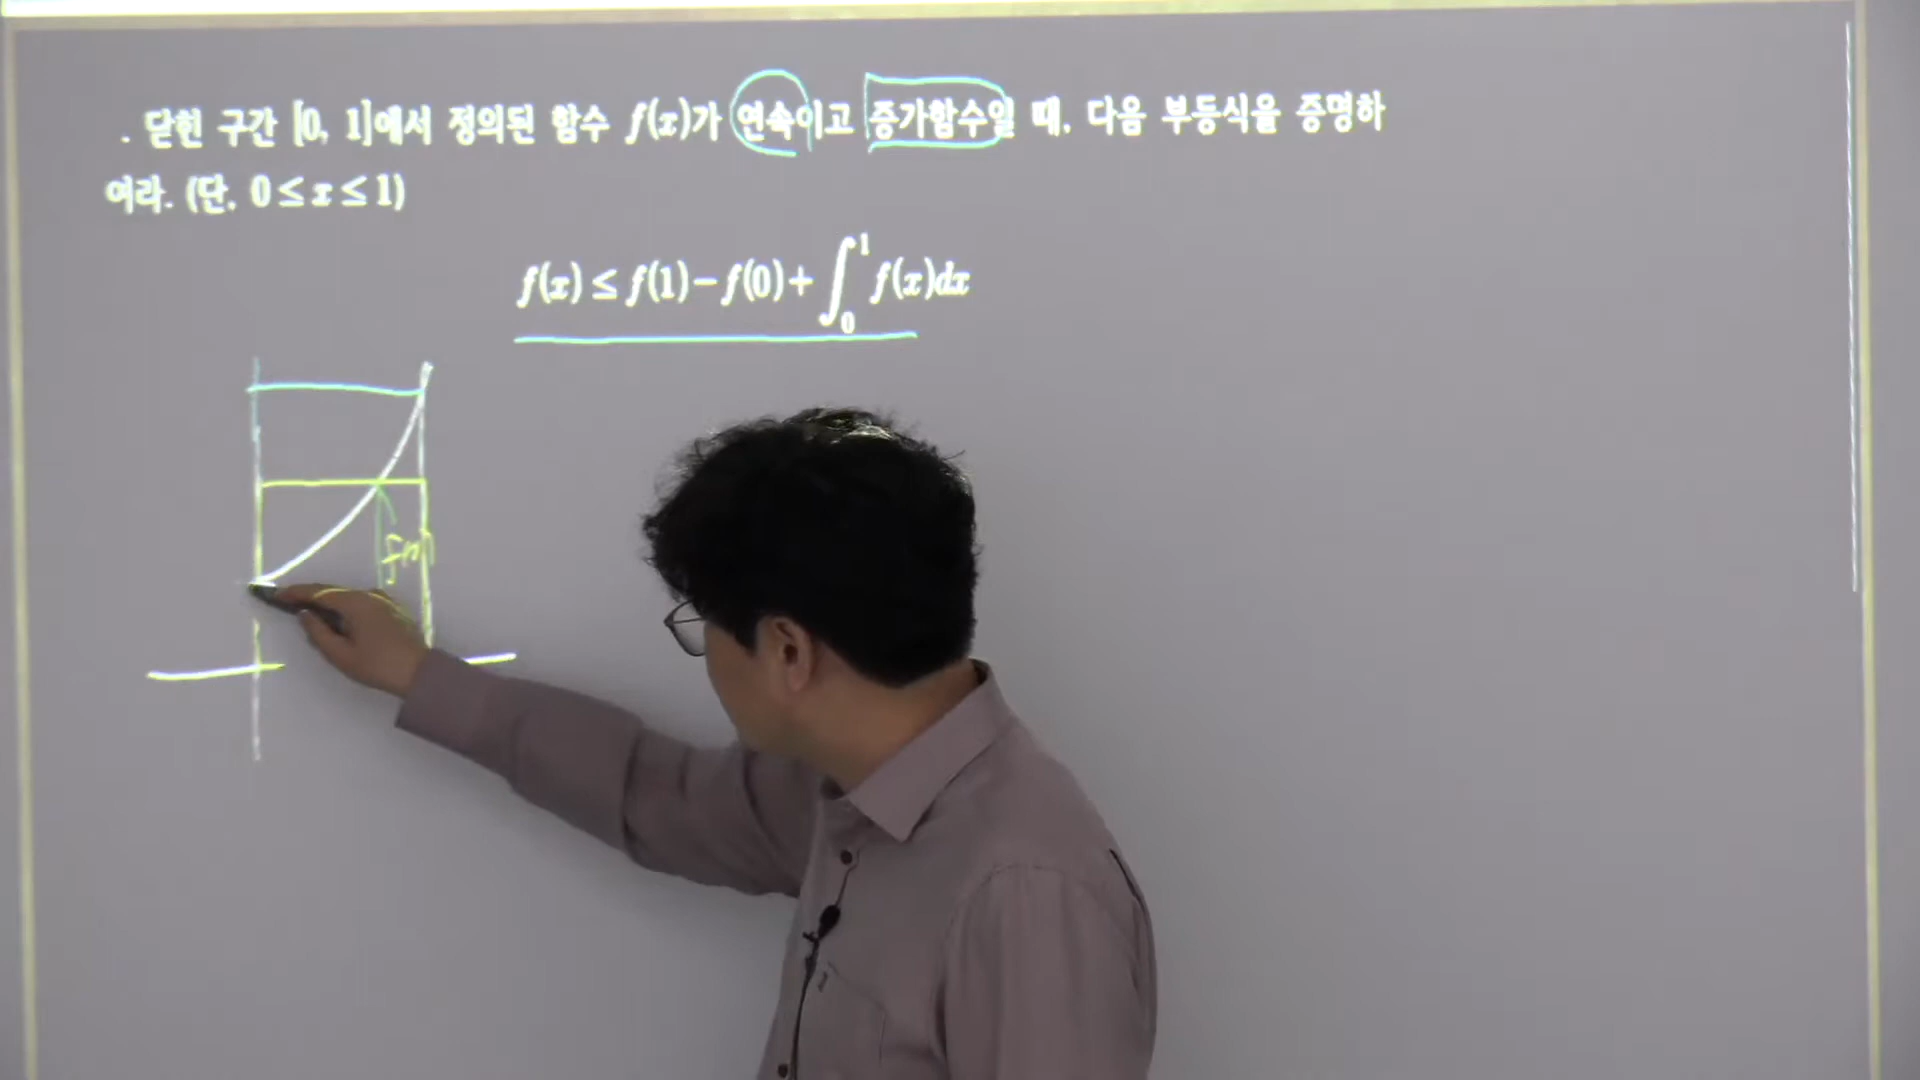 . 닫힌 구간 [0, 1]에서 정의된 함수 f(x)가 연속이고 증가함수일 때, 다음 부등식을 증명하
여라. (단, 0 ≤ x ≤ 1)
f(x) ≤ f(1) − f(0) + ∫₀¹ f(x)dx
f(x)